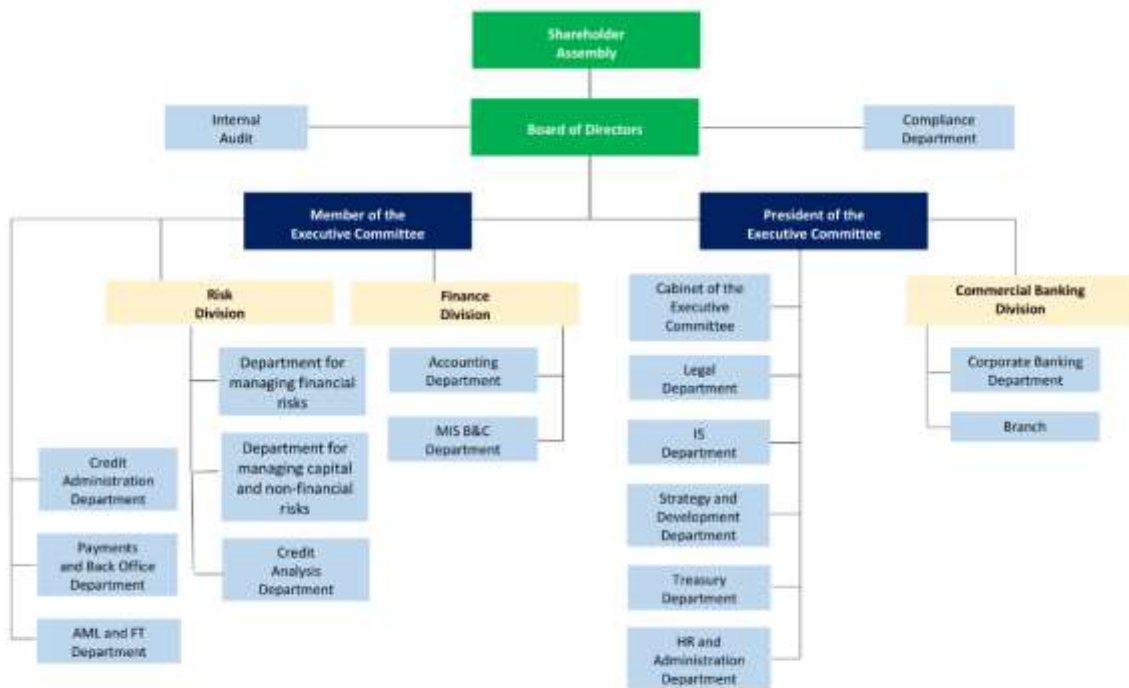 Shareholder
Assembly
Internal
Audit
Board of Directors
Compliance
Department
Member of the
Executive Committee
President of the
Executive Committee
Risk
Division
Finance
Division
Cabinet of the
Executive
Committee
Commercial Banking
Division
Department for
managing financial
risks
Accounting
Department
Legal
Department
Corporate Banking
Department
MIS B&C
Department
IS
Department
Branch
Credit
Administration
Department
Department for
managing capital
and non-financial
risks
Strategy and
Development
Department
Payments
and Back Office
Department
Credit
Analysis
Department
Treasury
Department
AML and FT
Department
HR and
Administration
Department